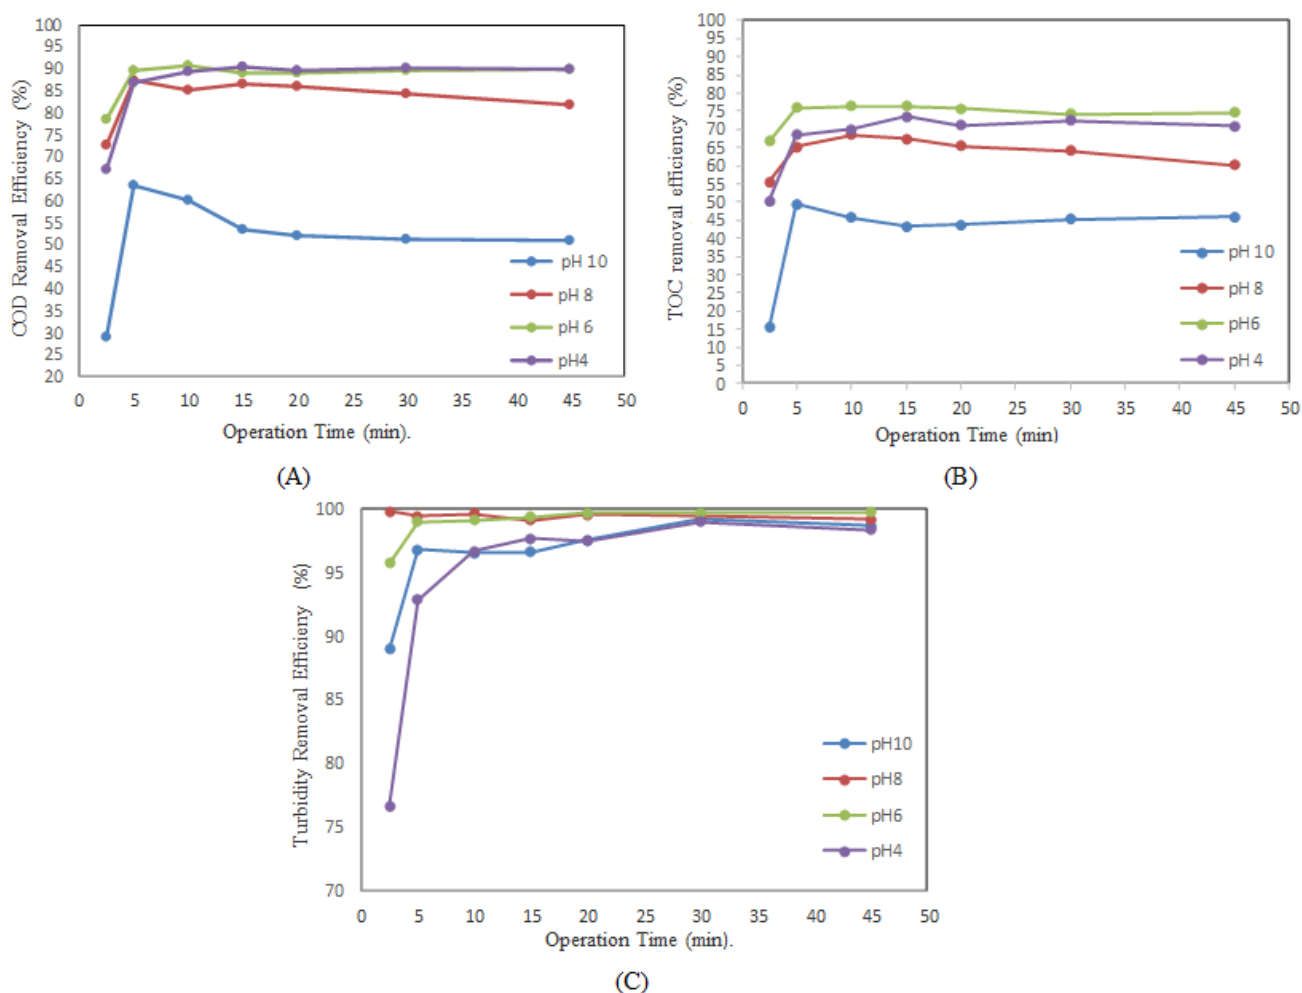 COD Removal Efficiency (%)
100
95
90
85
80
75
70
65
60
55
50
45
40
35
30
25
20
pH 10
pH 8
pH 6
pH4
0 5 10 15 20 25 30 35 40 45 50
Operation Time (min).
(A)
TOC removal efficiency (%)
100
95
90
85
80
75
70
65
60
55
50
45
40
35
30
25
20
15
10
5
0
pH 10
pH 8
pH6
pH 4
0 5 10 15 20 25 30 35 40 45 50
Operation Time (min)
(B)
Turbidity Removal Efficieny (%)
100
95
90
85
80
75
70
pH10
pH8
pH6
pH4
0 5 10 15 20 25 30 35 40 45 50
Operation Time (min).
(C)